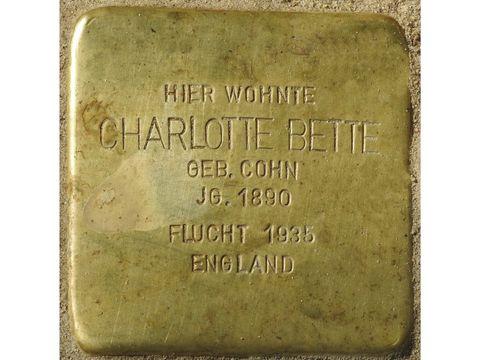 HIER WOHNTE
CHARLOTTE BETTE
GEB. COHN
JG. 1890
FLUCHT 1935
ENGLAND